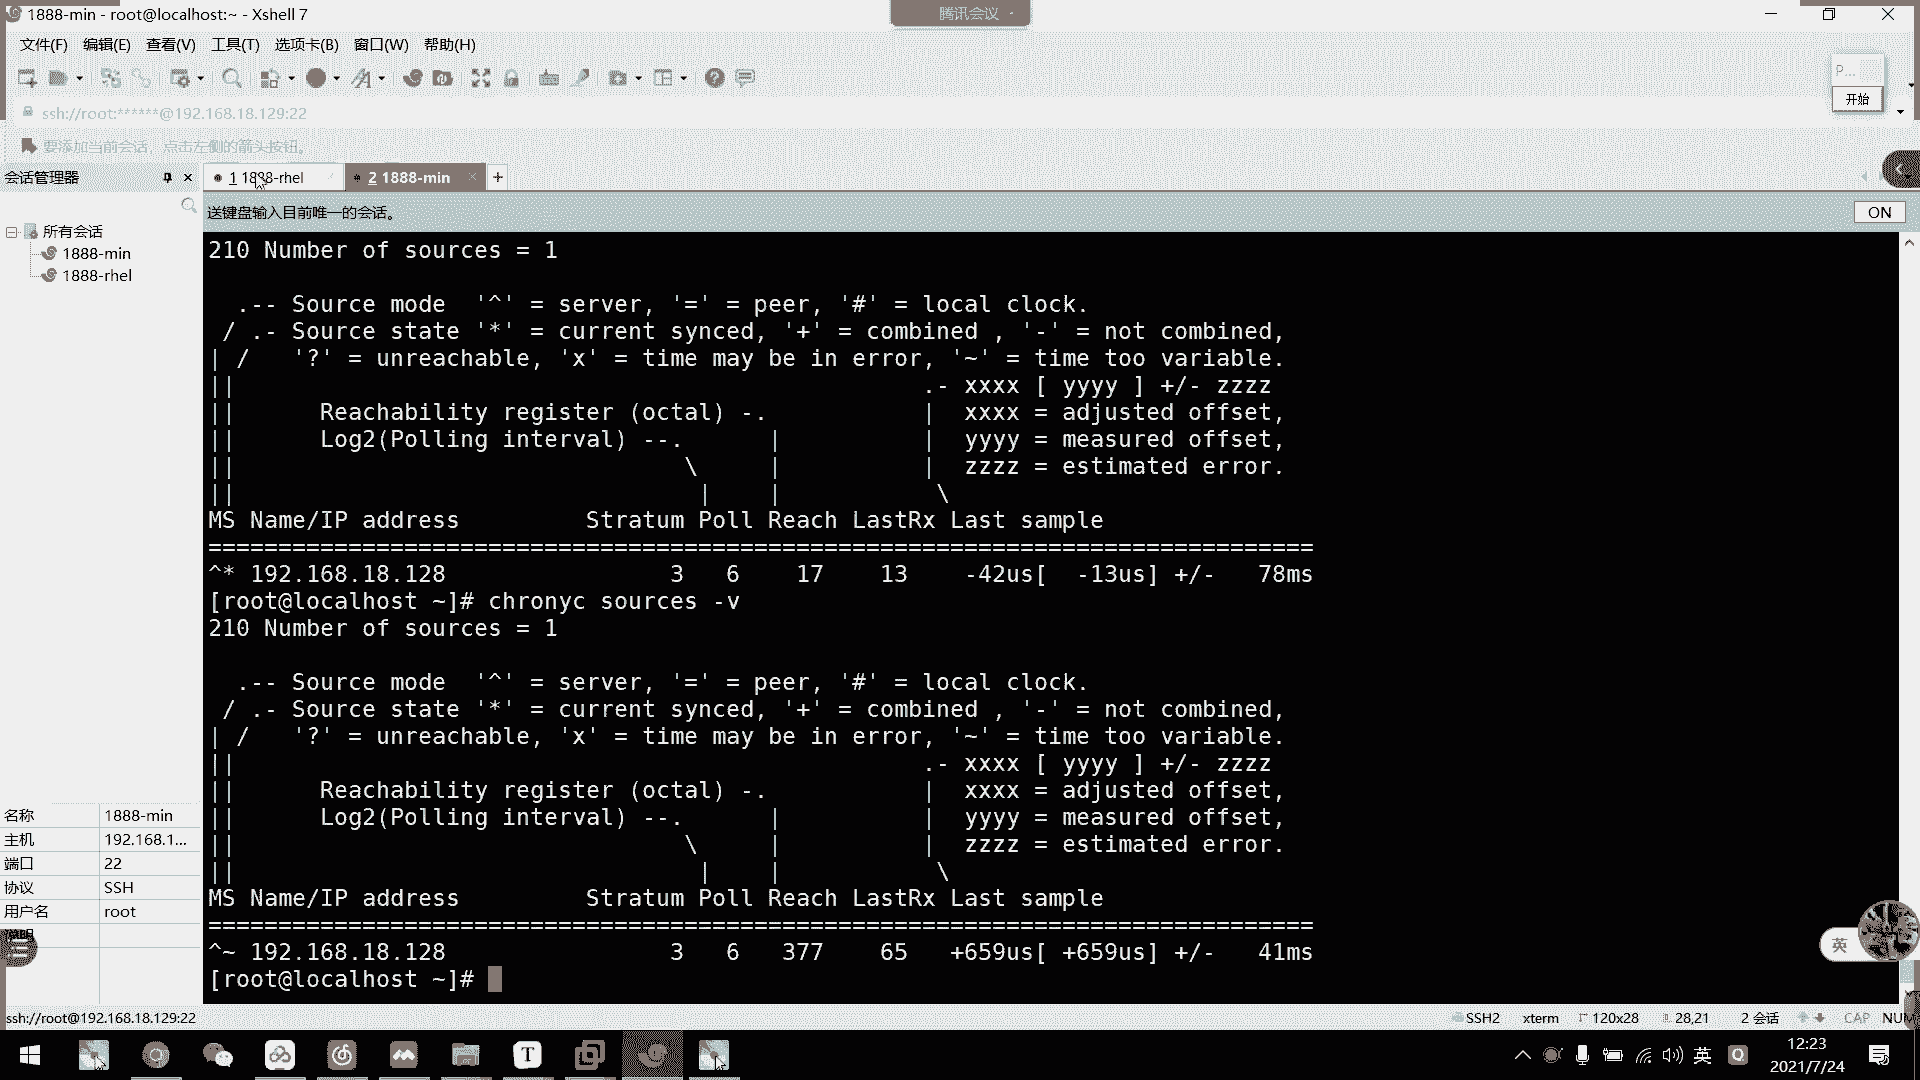 1888-min - root@localhost:~ - Xshell 7
腾讯会议
文件(F) 编辑(E) 查看(V) 工具(T) 选项卡(B) 窗口(W) 帮助(H)
P...
开始
ssh://root:******@192.168.18.129:22
要添加当前会话，点击左侧的箭头按钮。
会话管理器
1 1888-rhel
2 1888-min
送键盘输入目前唯一的会话。
ON
所有会话
1888-min
1888-rhel
210 Number of sources = 1
.-- Source mode  '^' = server, '=' = peer, '#' = local clock.
/ .- Source state '*' = current synced, '+' = combined , '-' = not combined,
| /   '?' = unreachable, 'x' = time may be in error, '~' = time too variable.
||                                                 .- xxxx [ yyyy ] +/- zzzz
||      Reachability register (octal) -.           |  xxxx = adjusted offset,
||      Log2(Polling interval) --.      |          |  yyyy = measured offset,
||                                \     |          |  zzzz = estimated error.
||                                 |    |           \
MS Name/IP address         Stratum Poll Reach LastRx Last sample
===============================================================================
^* 192.168.18.128                3   6    17    13    -42us[  -13us] +/-   78ms
[root@localhost ~]# chronyc sources -v
210 Number of sources = 1
.-- Source mode  '^' = server, '=' = peer, '#' = local clock.
/ .- Source state '*' = current synced, '+' = combined , '-' = not combined,
| /   '?' = unreachable, 'x' = time may be in error, '~' = time too variable.
||                                                 .- xxxx [ yyyy ] +/- zzzz
||      Reachability register (octal) -.           |  xxxx = adjusted offset,
||      Log2(Polling interval) --.      |          |  yyyy = measured offset,
||                                \     |          |  zzzz = estimated error.
||                                 |    |           \
MS Name/IP address         Stratum Poll Reach LastRx Last sample
===============================================================================
^~ 192.168.18.128                3   6   377    65   +659us[ +659us] +/-   41ms
[root@localhost ~]#
名称 1888-min
主机 192.168.1...
端口 22
协议 SSH
用户名 root
英
ssh://root@192.168.18.129:22
SSH2 xterm 120x28 28,21 2 会话 CAP NUM
英
12:23
2021/7/24